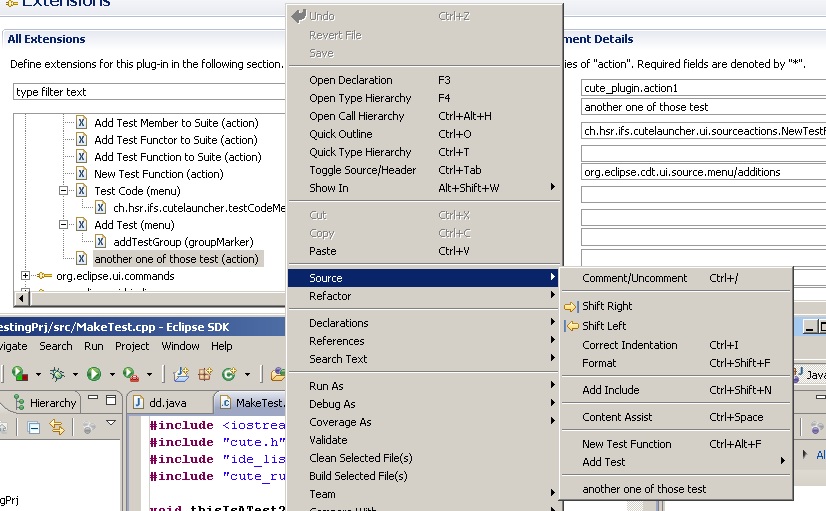 Extensions
All Extensions
Define extensions for this plug-in in the following section.
type filter text
Add Test Member to Suite (action)
Add Test Functor to Suite (action)
Add Test Function to Suite (action)
New Test Function (action)
Test Code (menu)
ch.hsr.ifs.cutelauncher.testCodeMe
Add Test (menu)
addTestGroup (groupMarker)
another one of those test (action)
org.eclipse.ui.commands
Undo Ctrl+Z
Revert File
Save
Open Declaration F3
Open Type Hierarchy F4
Open Call Hierarchy Ctrl+Alt+H
Quick Outline Ctrl+O
Quick Type Hierarchy Ctrl+T
Toggle Source/Header Ctrl+Tab
Show In Alt+Shift+W
Cut Ctrl+X
Copy Ctrl+C
Paste Ctrl+V
Source
Refactor
Declarations
References
Search Text
Run As
Debug As
Coverage As
Validate
Clean Selected File(s)
Build Selected File(s)
Team
Compare With
ment Details
ies of "action". Required fields are denoted by "*".
cute_plugin.action1
another one of those test
ch.hsr.ifs.cutelauncher.ui.sourceactions.NewTestF
org.eclipse.cdt.ui.source.menu/additions
Comment/Uncomment Ctrl+/
Shift Right
Shift Left
Correct Indentation Ctrl+I
Format Ctrl+Shift+F
Add Include Ctrl+Shift+N
Content Assist Ctrl+Space
New Test Function Ctrl+Alt+F
Add Test
another one of those test
estingPrj/src/MakeTest.cpp - Eclipse SDK
vigate Search Run Project Window Help
Java
Hierarchy
dd.java
MakeTest.
#include <iostrea
#include "cute.h"
#include "ide_lis
#include "cute_ru
void thisIsATest2
ngPrj
Al